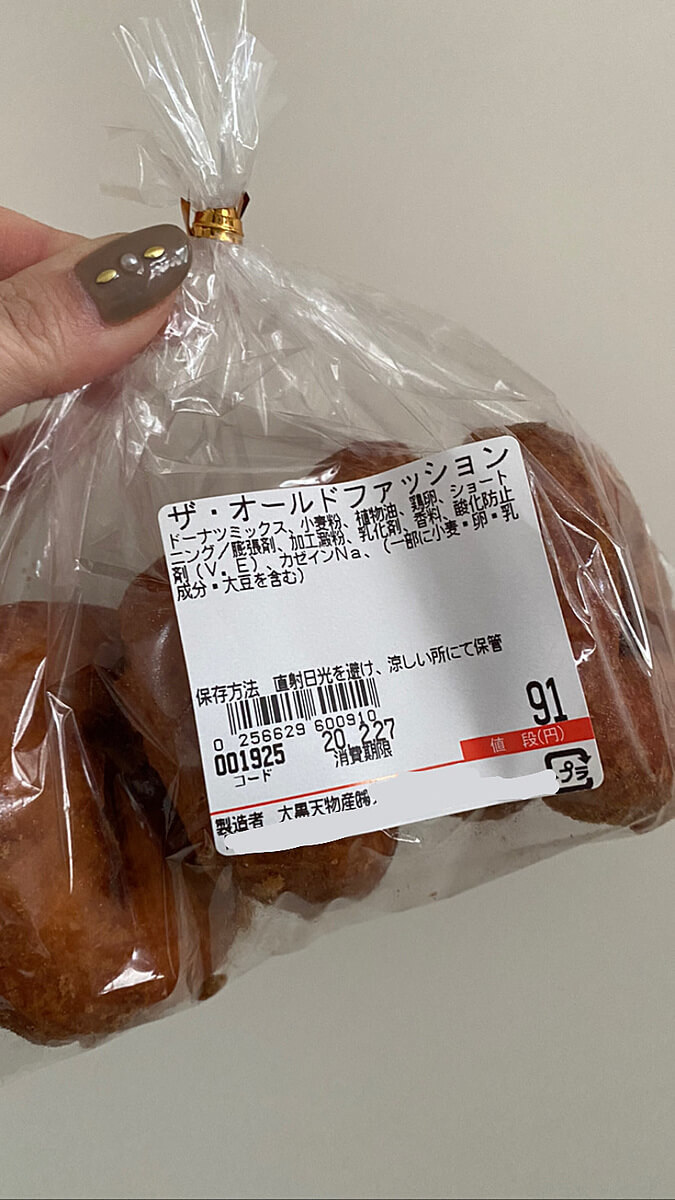 ザ・オールドファッション
ドーナツミックス、小麦粉、植物油、鶏卵、ショート
ニング／膨張剤、加工澱粉、乳化剤、香料、酸化防止
剤（V．E）、カゼインNa、（一部に小麦・卵・乳
成分・大豆を含む）
保存方法 直射日光を避け、涼しい所にて保管
0 256629 600910
001925 20 227 91
コード 消費期限 値 段(円)
プラ
製造者 大黒天物産㈱.